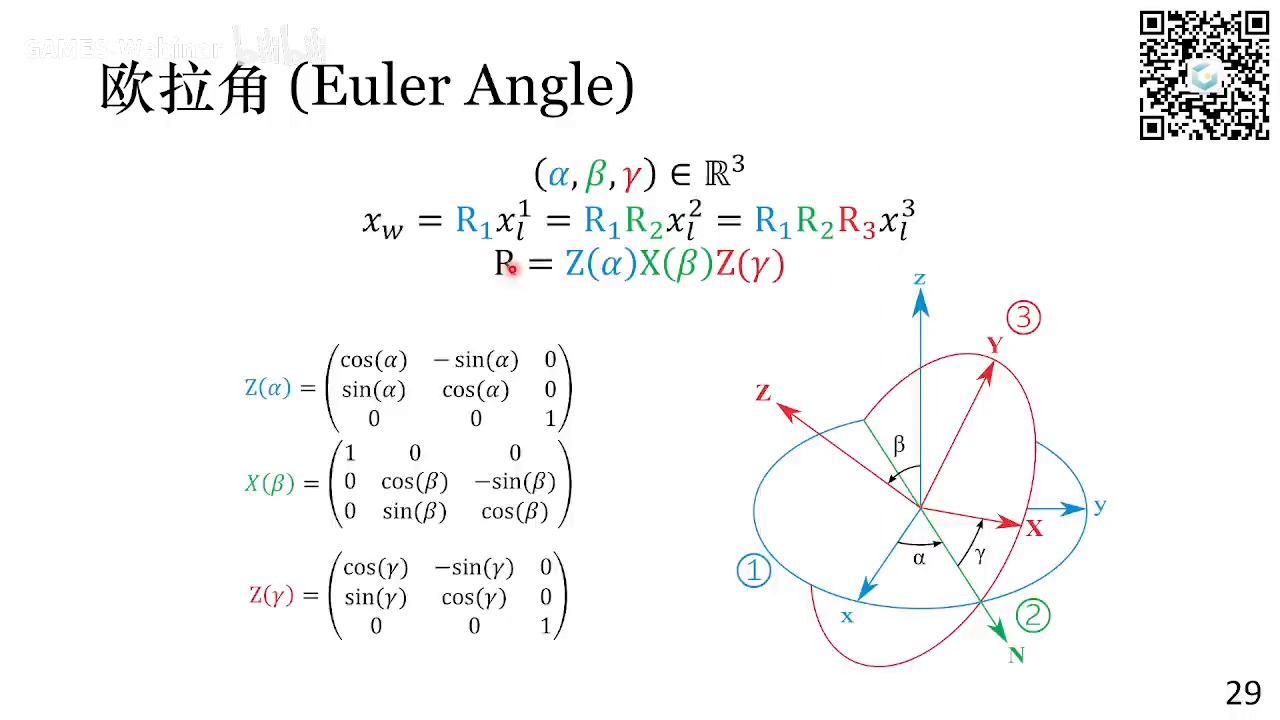 GAMES-Webinar
欧拉角 (Euler Angle)
(α, β, γ) ∈ ℝ³
x_w = R₁x_l¹ = R₁R₂x_l² = R₁R₂R₃x_l³
R = Z(α)X(β)Z(γ)
Z(α) = ( cos(α) −sin(α) 0
sin(α) cos(α) 0
0 0 1 )
X(β) = ( 1 0 0
0 cos(β) −sin(β)
0 sin(β) cos(β) )
Z(γ) = ( cos(γ) −sin(γ) 0
sin(γ) cos(γ) 0
0 0 1 )
z
③
Y
Z
β
X
y
①
α
γ
x
②
N
29